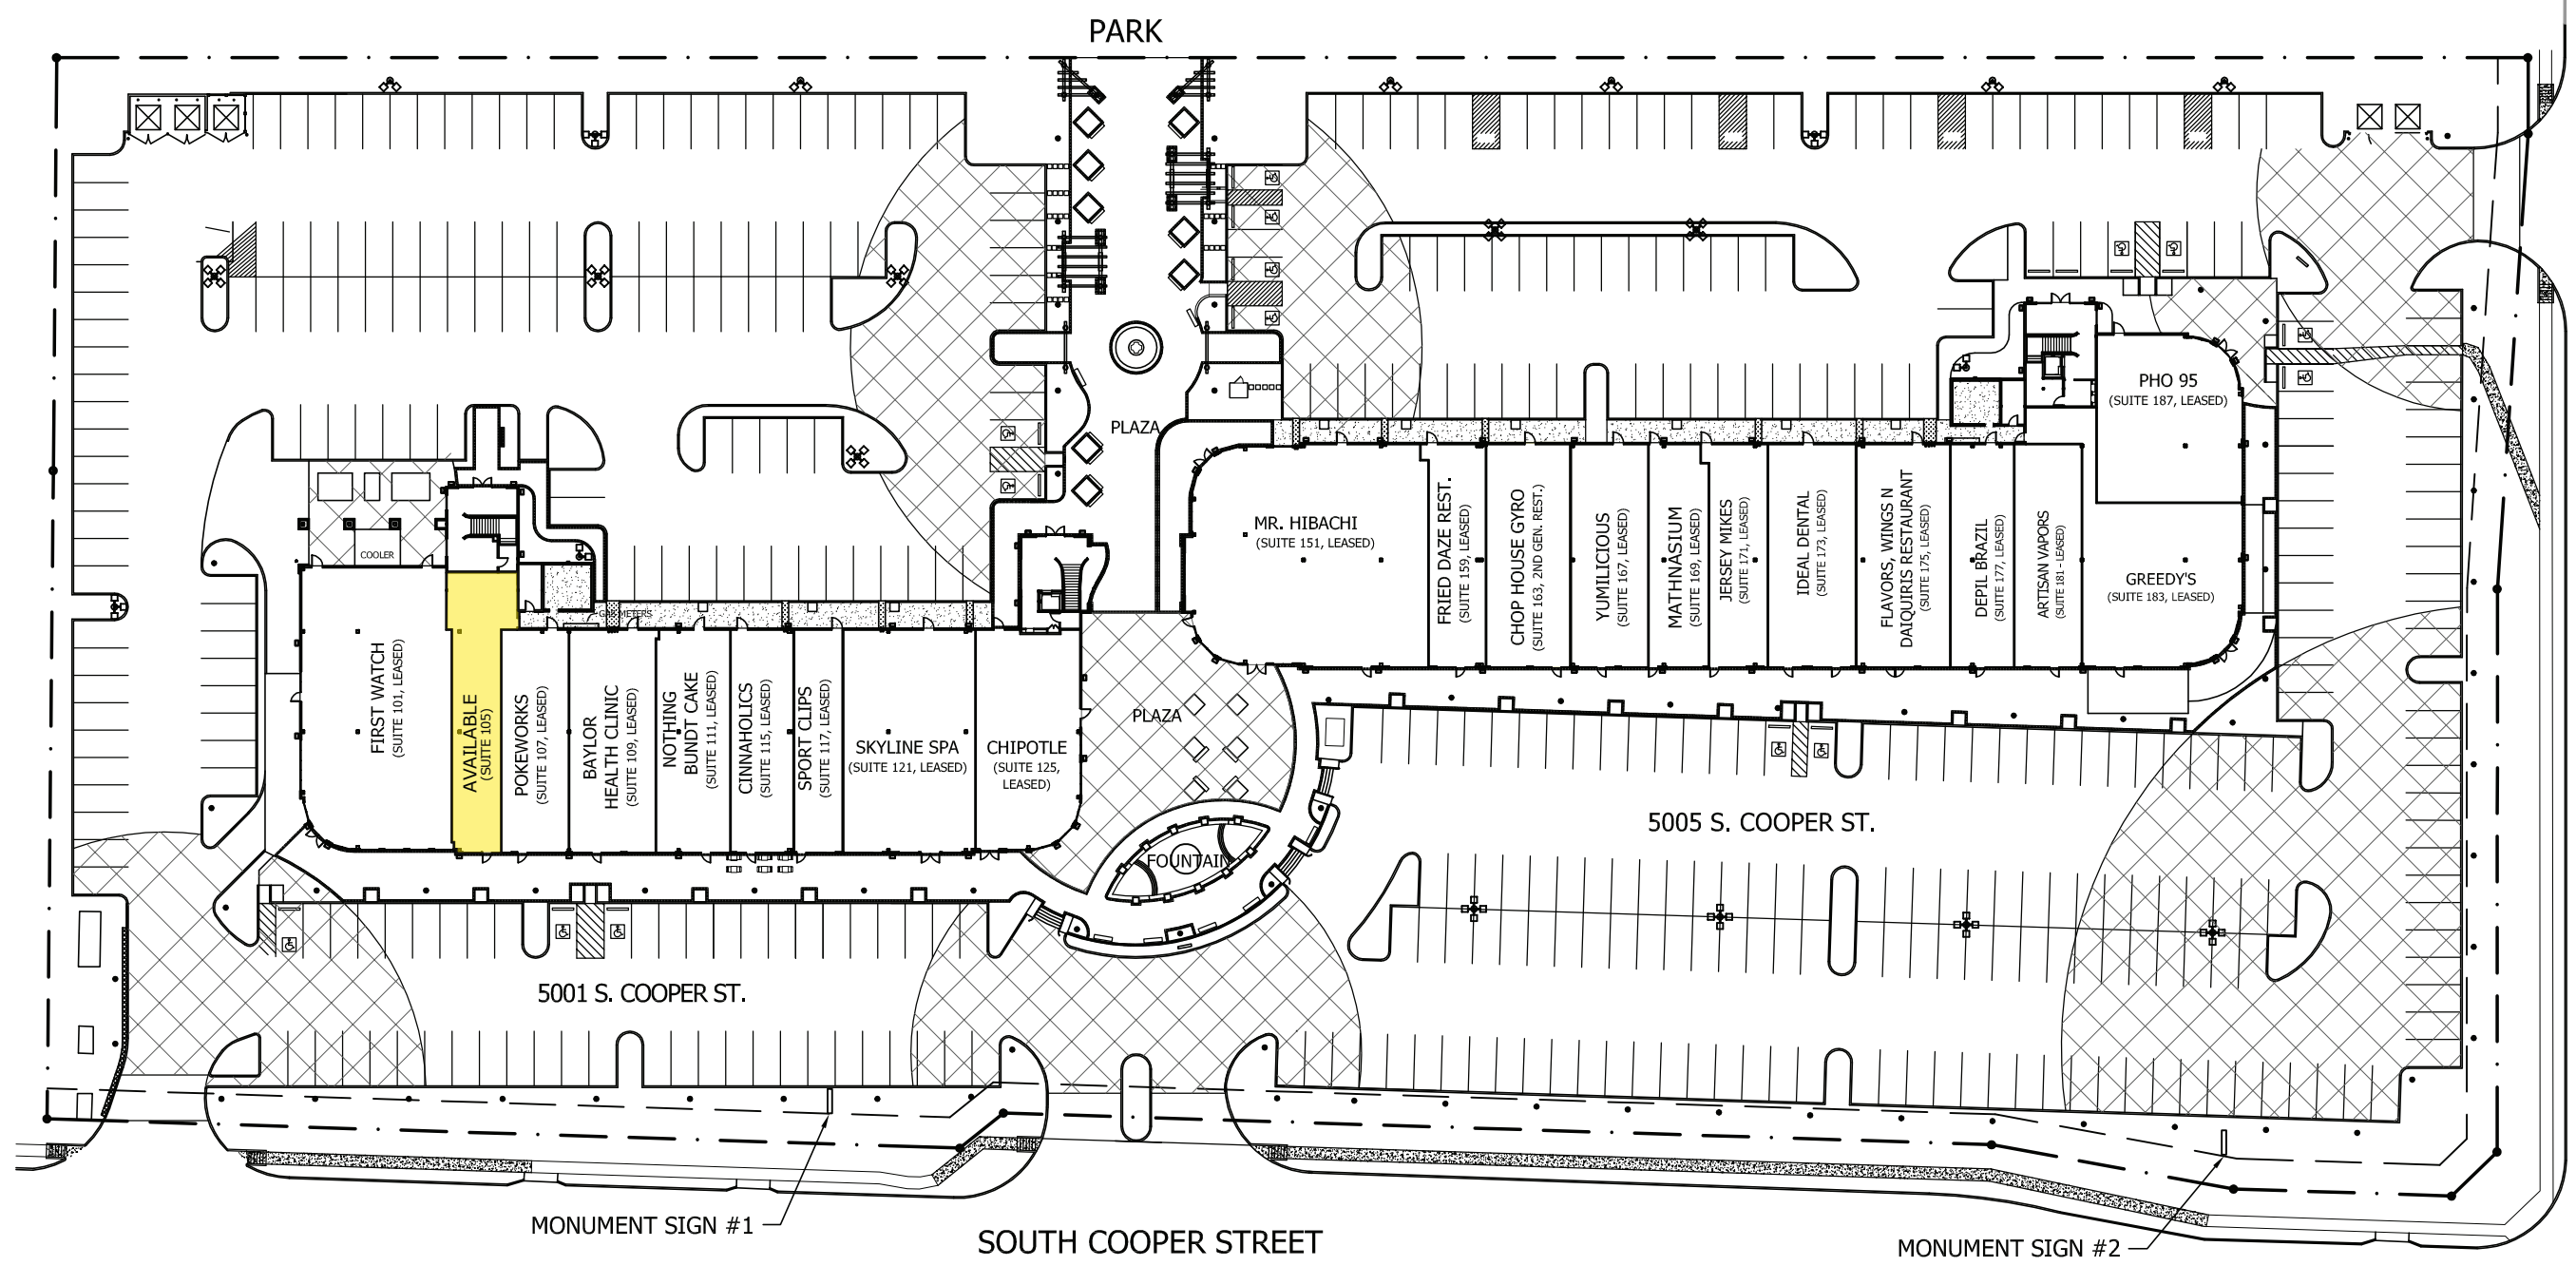 PARK
PLAZA
PHO 95
(SUITE 187, LEASED)
COOLER
MR. HIBACHI
(SUITE 151, LEASED)
FRIED DAZE REST.
(SUITE 159, LEASED)
CHOP HOUSE GYRO
(SUITE 163, 2ND GEN. REST.)
YUMILICIOUS
(SUITE 167, LEASED)
MATHNASIUM
(SUITE 169, LEASED)
JERSEY MIKES
(SUITE 171, LEASED)
IDEAL DENTAL
(SUITE 173, LEASED)
FLAVORS, WINGS N
DAIQUIRIS RESTAURANT
(SUITE 175, LEASED)
DEPIL BRAZIL
(SUITE 177, LEASED)
ARTISAN VAPORS
(SUITE 181 - LEASED)
GREEDY'S
(SUITE 183, LEASED)
GAS METERS
FIRST WATCH
(SUITE 101, LEASED)
AVAILABLE
(SUITE 105)
POKEWORKS
(SUITE 107, LEASED)
BAYLOR
HEALTH CLINIC
(SUITE 109, LEASED)
NOTHING
BUNDT CAKE
(SUITE 111, LEASED)
CINNAHOLICS
(SUITE 115, LEASED)
SPORT CLIPS
(SUITE 117, LEASED)
SKYLINE SPA
(SUITE 121, LEASED)
CHIPOTLE
(SUITE 125,
LEASED)
PLAZA
FOUNTAIN
5005 S. COOPER ST.
5001 S. COOPER ST.
MONUMENT SIGN #1
SOUTH COOPER STREET
MONUMENT SIGN #2